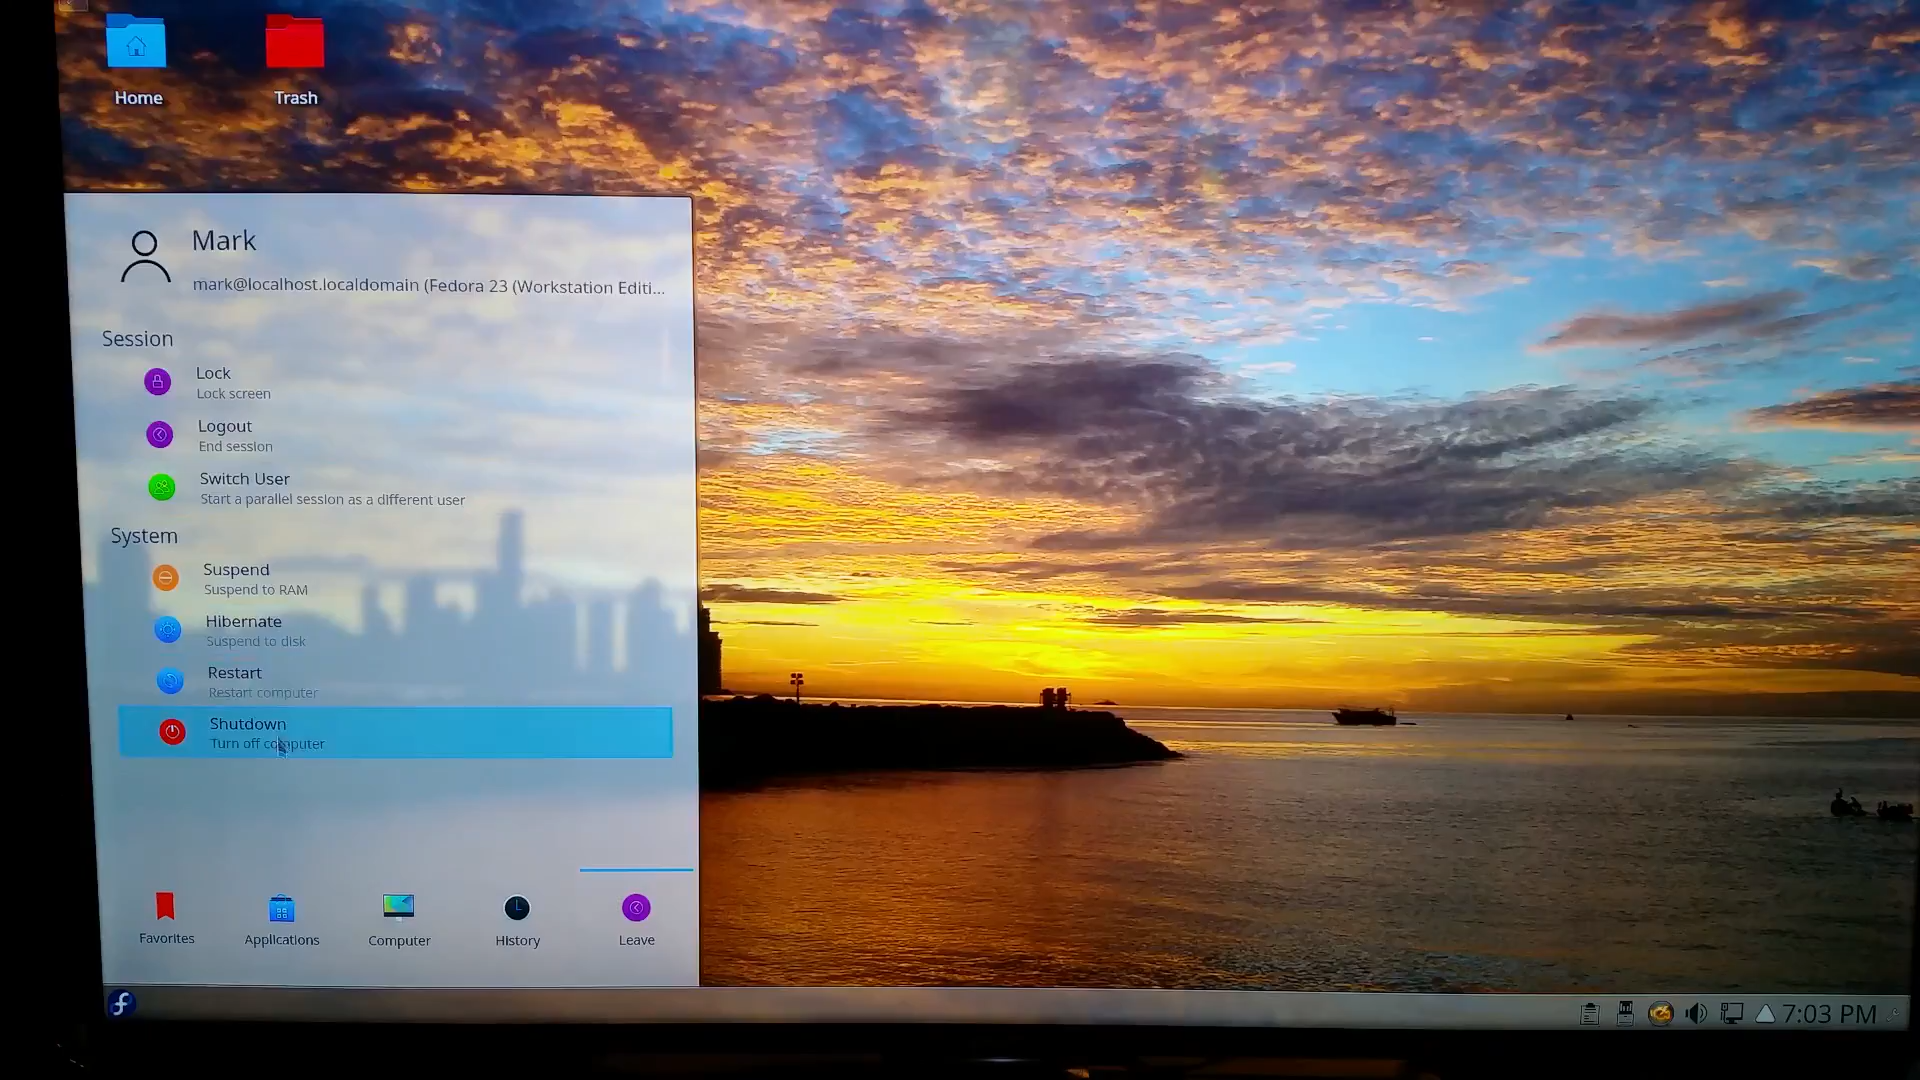 Home
Trash
Mark
mark@localhost.localdomain (Fedora 23 (Workstation Editi...
Session
Lock
Lock screen
Logout
End session
Switch User
Start a parallel session as a different user
System
Suspend
Suspend to RAM
Hibernate
Suspend to disk
Restart
Restart computer
Shutdown
Turn off computer
Favorites
Applications
Computer
History
Leave
7:03 PM